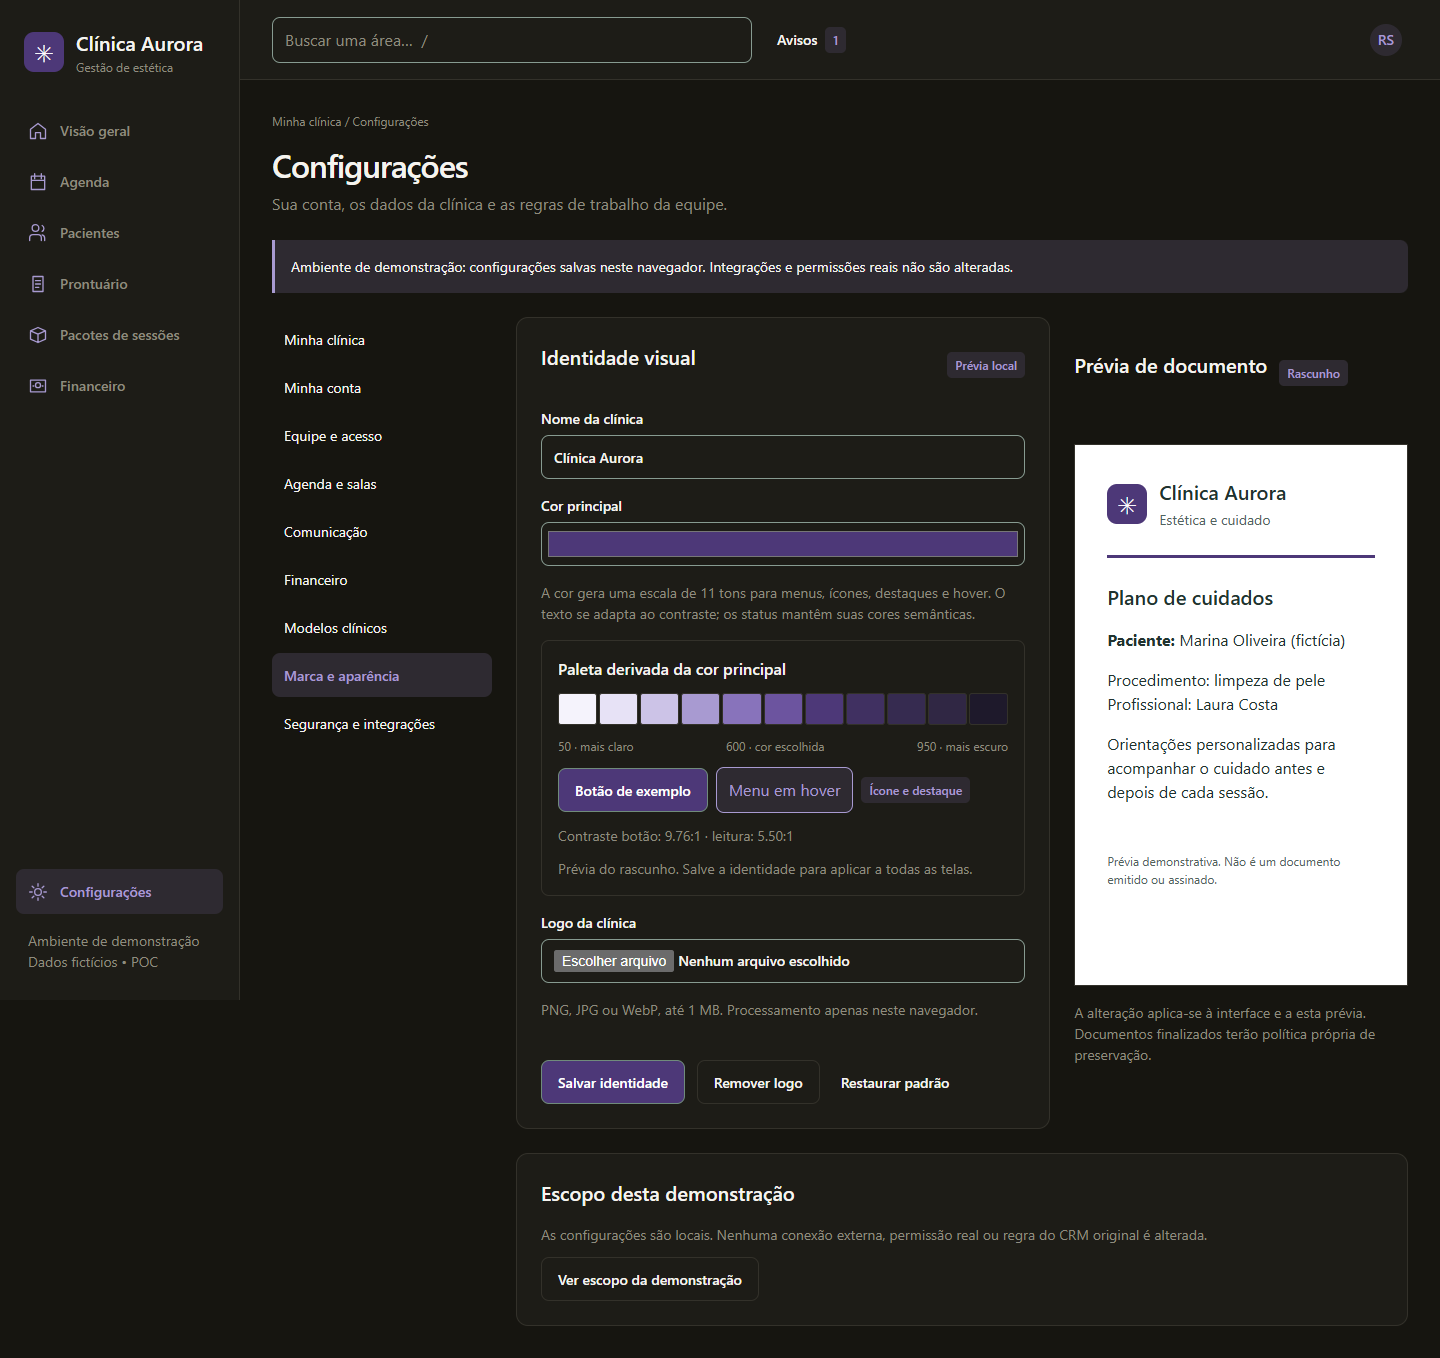 Clínica Aurora
Gestão de estética
Visão geral
Agenda
Pacientes
Prontuário
Pacotes de sessões
Financeiro
Configurações
Ambiente de demonstração
Dados fictícios • POC
Buscar uma área... /
Avisos 1
RS
Minha clínica / Configurações
Configurações
Sua conta, os dados da clínica e as regras de trabalho da equipe.
Ambiente de demonstração: configurações salvas neste navegador. Integrações e permissões reais não são alteradas.
Minha clínica
Minha conta
Equipe e acesso
Agenda e salas
Comunicação
Financeiro
Modelos clínicos
Marca e aparência
Segurança e integrações
Identidade visual
Prévia local
Nome da clínica
Clínica Aurora
Cor principal
A cor gera uma escala de 11 tons para menus, ícones, destaques e hover. O
texto se adapta ao contraste; os status mantêm suas cores semânticas.
Paleta derivada da cor principal
50 · mais claro
600 · cor escolhida
950 · mais escuro
Botão de exemplo
Menu em hover
Ícone e destaque
Contraste botão: 9.76:1 · leitura: 5.50:1
Prévia do rascunho. Salve a identidade para aplicar a todas as telas.
Logo da clínica
Escolher arquivo Nenhum arquivo escolhido
PNG, JPG ou WebP, até 1 MB. Processamento apenas neste navegador.
Salvar identidade
Remover logo
Restaurar padrão
Prévia de documento
Rascunho
Clínica Aurora
Estética e cuidado
Plano de cuidados
Paciente: Marina Oliveira (fictícia)
Procedimento: limpeza de pele
Profissional: Laura Costa
Orientações personalizadas para
acompanhar o cuidado antes e
depois de cada sessão.
Prévia demonstrativa. Não é um documento
emitido ou assinado.
A alteração aplica-se à interface e a esta prévia.
Documentos finalizados terão política própria de
preservação.
Escopo desta demonstração
As configurações são locais. Nenhuma conexão externa, permissão real ou regra do CRM original é alterada.
Ver escopo da demonstração